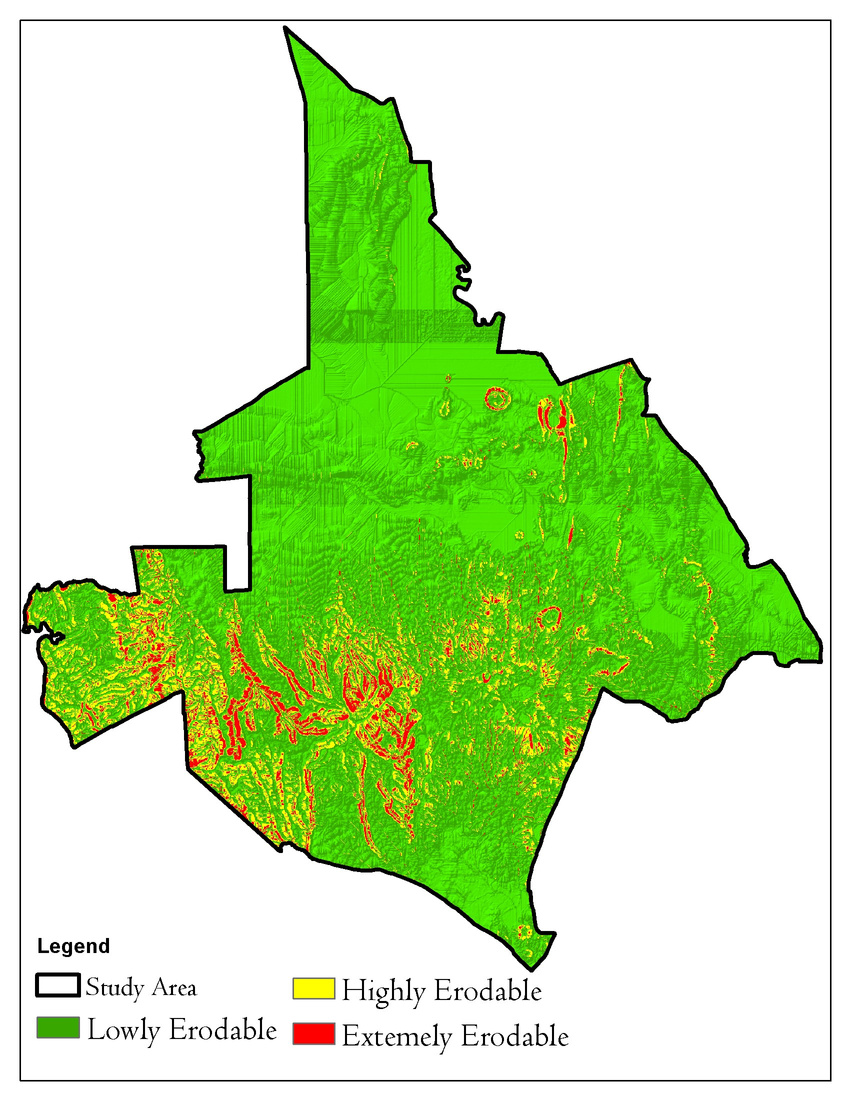 Legend
Study Area
Lowly Erodable
Highly Erodable
Extemely Erodable